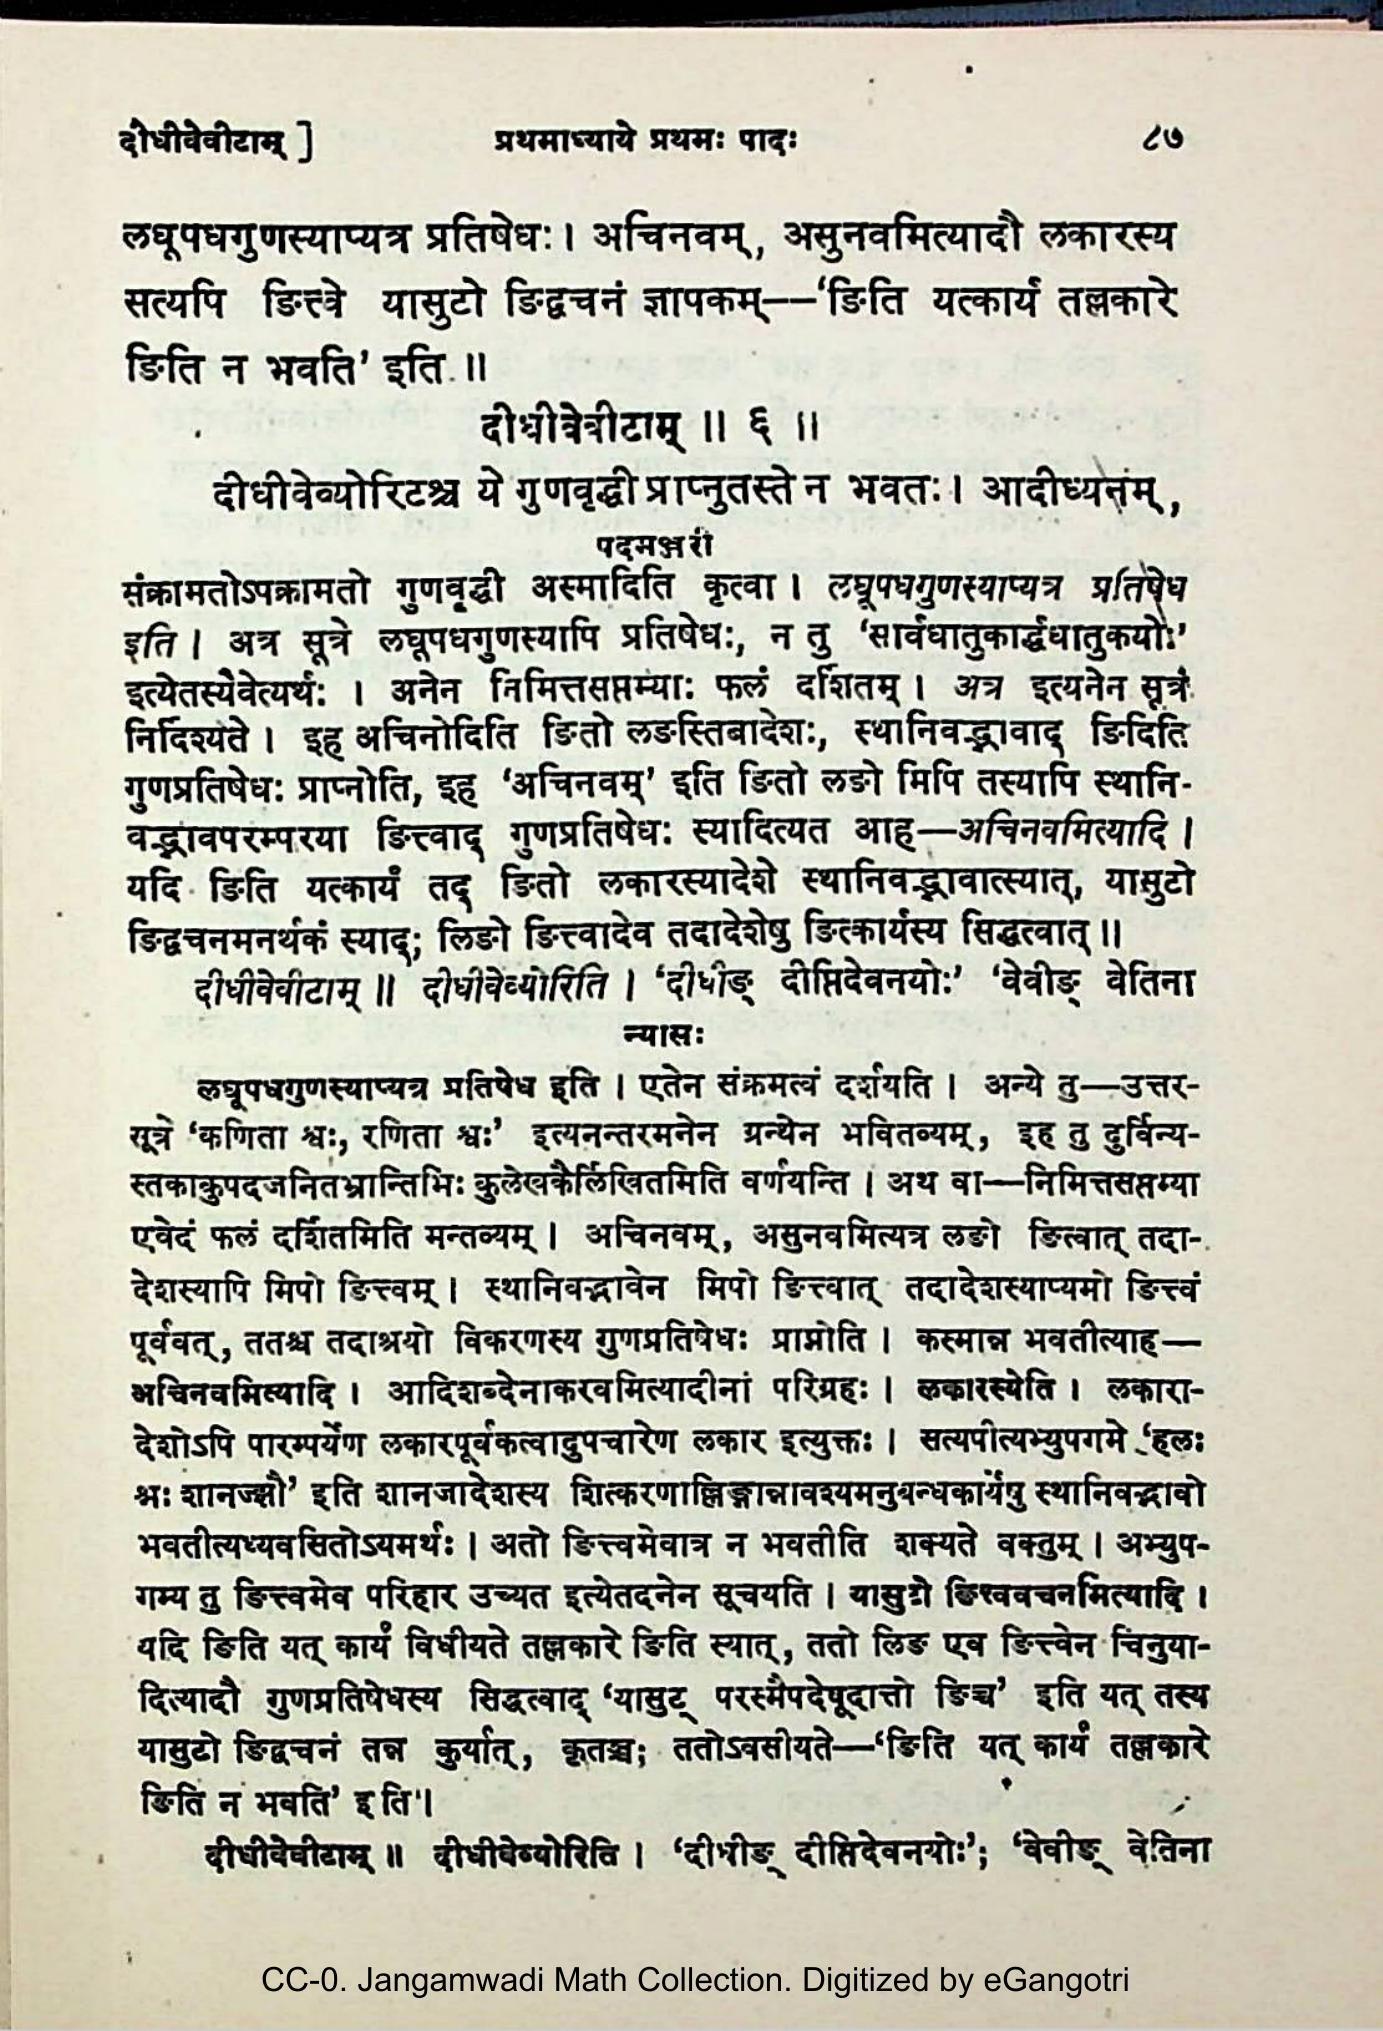 दीधीवेवीटाम् ] प्रथमाध्याये प्रथमः पादः ८७
लघूपधगुणस्याप्यत्र प्रतिषेधः। अचिनवम्, असुनवमित्यादौ लकारस्य
सत्यपि ङित्त्वे यासुटो ङिद्वचनं ज्ञापकम्——‘ङिति यत्कार्यं तल्लकारे
ङिति न भवति’ इति ॥
दीधीवेवीटाम् ॥ ६ ॥
दीधीवेव्योरिटश्च ये गुणवृद्धी प्राप्नुतस्ते न भवतः। आदीध्यनम्,
पदमञ्जरी
संक्रामतोऽपक्रामतो गुणवृद्धी अस्मादिति कृत्वा । लघूपधगुणस्याप्यत्र प्रतिषेध
इति । अत्र सूत्रे लघूपधगुणस्यापि प्रतिषेधः, न तु ‘सार्वधातुकार्द्धधातुकयोः’
इत्येतस्यैवेत्यर्थः । अनेन निमित्तसप्तम्याः फलं दर्शितम् । अत्र इत्यनेन सूत्रं
निर्दिश्यते । इह अचिनोदिति ङितो लङस्तिबादेशः, स्थानिवद्भावाद् ङिदिति
गुणप्रतिषेधः प्राप्नोति, इह ‘अचिनवम्’ इति ङितो लङो मिपि तस्यापि स्थानि-
वद्भावपरम्परया ङित्त्वाद् गुणप्रतिषेधः स्यादित्यत आह—अचिनवमित्यादि ।
यदि ङिति यत्कार्यं तद् ङितो लकारस्यादेशे स्थानिवद्भावात्स्यात्, यासुटो
ङिद्वचनमनर्थकं स्याद्; लिङो ङित्त्वादेव तदादेशेषु ङित्कार्यस्य सिद्धत्वात् ॥
दीधीवेवीटाम् ॥ दीधीवेव्योरिति । ‘दीधीङ् दीप्तिदेवनयोः’ ‘वेवीङ् वेतिना
न्यासः
लघूपधगुणस्याप्यत्र प्रतिषेध इति । एतेन संक्रमत्वं दर्शयति । अन्ये तु—उत्तर-
सूत्रे ‘कणिता श्वः, रणिता श्वः’ इत्यनन्तरमनेन ग्रन्थेन भवितव्यम्, इह तु दुर्विन्य-
स्तकाकुपदजनितभ्रान्तिभिः कुलेखकैर्लिखितमिति वर्णयन्ति । अथ वा—निमित्तसप्तम्या
एवेदं फलं दर्शितमिति मन्तव्यम् । अचिनवम्, असुनवमित्यत्र लङो ङित्वात् तदा-
देशस्यापि मिपो ङित्त्वम् । स्थानिवद्भावेन मिपो ङित्त्वात् तदादेशस्याप्यमो ङित्त्वं
पूर्ववत्, ततश्च तदाश्रयो विकरणस्य गुणप्रतिषेधः प्राप्नोति । कस्मान्न भवतीत्याह—
अचिनवमित्यादि । आदिशब्देनाकरवमित्यादीनां परिग्रहः । लकारस्येति । लकारा-
देशोऽपि पारम्पर्येण लकारपूर्वकत्वादुपचारेण लकार इत्युक्तः । सत्यपीत्यभ्युपगमे ‘हलः
श्नः शानज्झौ’ इति शानजादेशस्य शित्करणाल्लिङ्गान्नावश्यमनुबन्धकार्येषु स्थानिवद्भावो
भवतीत्यध्यवसितोऽयमर्थः । अतो ङित्त्वमेवात्र न भवतीति शक्यते वक्तुम् । अभ्युप-
गम्य तु ङित्त्वमेव परिहार उच्यत इत्येतदनेन सूचयति । यासुटो ङित्त्ववचनमित्यादि ।
यदि ङिति यत् कार्यं विधीयते तल्लकारे ङिति स्यात्, ततो लिङ एव ङित्त्वेन चिनुया-
दित्यादौ गुणप्रतिषेधस्य सिद्धत्वाद् ‘यासुट् परस्मैपदेषूदात्तो ङिच्च’ इति यत् तस्य
यासुटो ङिद्वचनं तन्न कुर्यात्, कृतञ्च; ततोऽवसीयते—‘ङिति यत् कार्यं तल्लकारे
ङिति न भवति’ इति ।
दीधीवेवीटाम् ॥ दीधीवेव्योरिति । ‘दीधीङ् दीप्तिदेवनयोः’; ‘वेवीङ् वेतिना
CC-0. Jangamwadi Math Collection. Digitized by eGangotri